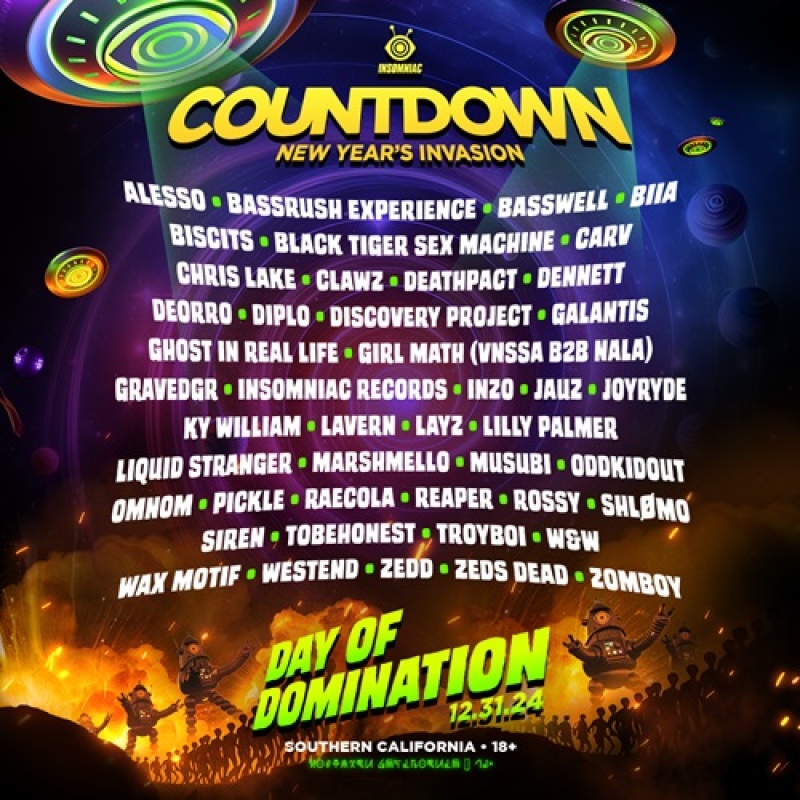 INSOMNIAC
COUNTDOWN
NEW YEAR'S INVASION
ALESSO • BASSRUSH EXPERIENCE • BASSWELL • BIIA
BISCITS • BLACK TIGER SEX MACHINE • CARV
CHRIS LAKE • CLAWZ • DEATHPACT • DENNETT
DEORRO • DIPLO • DISCOVERY PROJECT • GALANTIS
GHOST IN REAL LIFE • GIRL MATH (VNSSA B2B NALA)
GRAVEDGR • INSOMNIAC RECORDS • INZO • JAUZ • JOYRYDE
KY WILLIAM • LAVERN • LAYZ • LILLY PALMER
LIQUID STRANGER • MARSHMELLO • MUSUBI • ODDKIDOUT
OMNOM • PICKLE • RAECOLA • REAPER • ROSSY • SHLØMO
SIREN • TOBEHONEST • TROYBOI • W&W
WAX MOTIF • WESTEND • ZEDD • ZEDS DEAD • ZOMBOY
DAY OF
DOMINATION
12.31.24
SOUTHERN CALIFORNIA • 18+